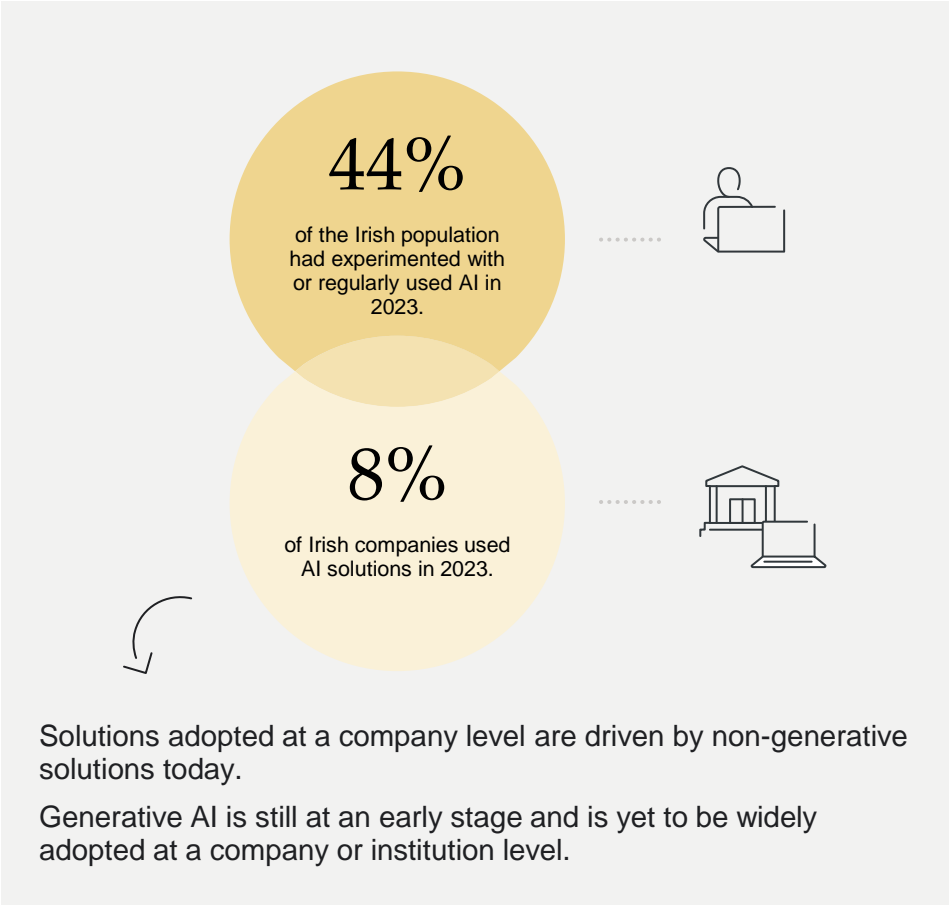 44%
of the Irish population
had experimented with
or regularly used AI in
2023.
8%
of Irish companies used
AI solutions in 2023.
Solutions adopted at a company level are driven by non-generative
solutions today.
Generative AI is still at an early stage and is yet to be widely
adopted at a company or institution level.